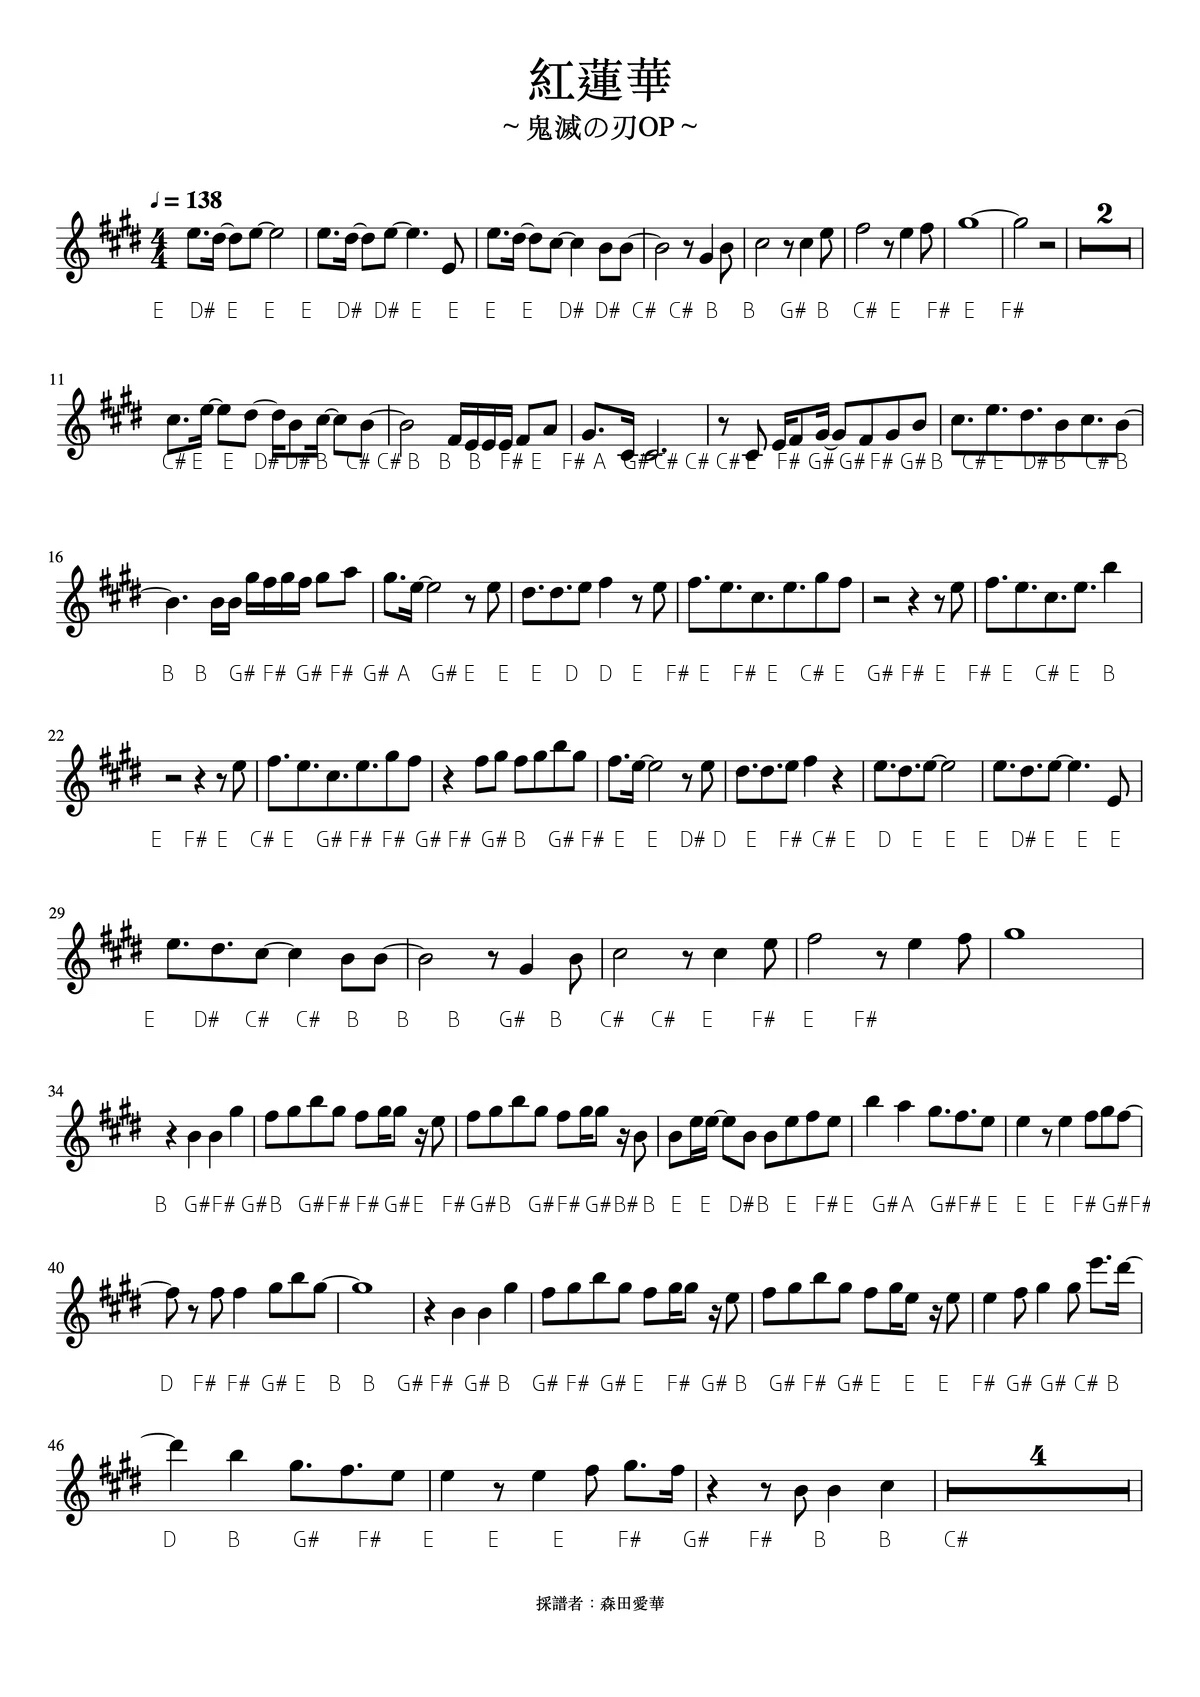 紅蓮華
~ 鬼滅の刃OP ~
♩= 138
4
4
2
E D# E E E D# D# E E E E D# D# C# C# B B G# B C# E F# E F#
11
C# E E D# D# B C# C# B B B F# E F# A G# C# C# C# E F# G# G# F# G# B C# E D# B C# B
16
B B G# F# G# F# G# A G# E E E D D E F# E F# E C# E G# F# E F# E C# E B
22
E F# E C# E G# F# F# G# F# G# B G# F# E E D# D E F# C# E D E E E D# E E E
29
E D# C# C# B B B G# B C# C# E F# E F#
34
B G# F# G# B G# F# F# G# E F# G# B G# F# G# B# B E E D# B E F# E G# A G# F# E E E F# G# F#
40
D F# F# G# E B B G# F# G# B G# F# G# E F# G# B G# F# G# E E E F# G# G# C# B
46
4
D B G# F# E E E F# G# F# B B C#
採譜者：森田愛華